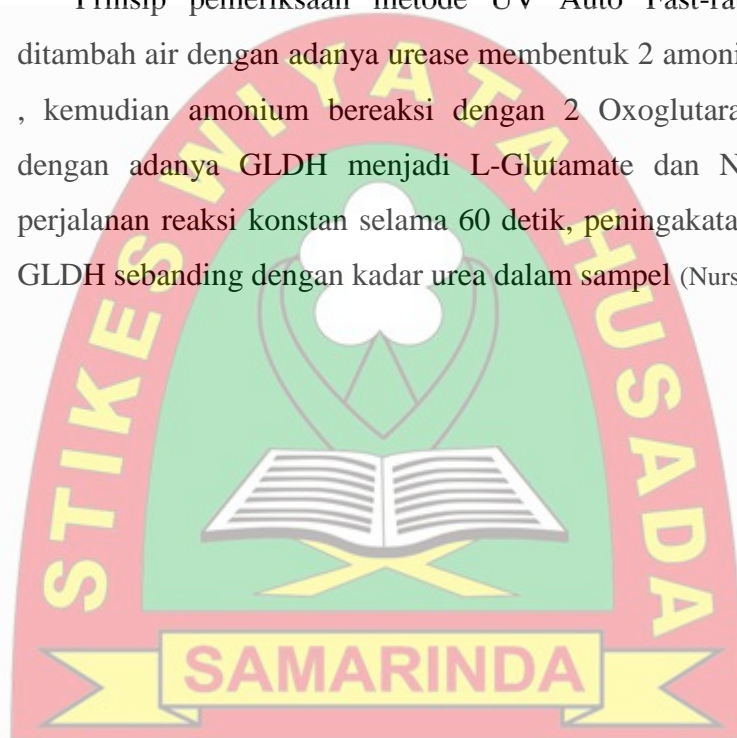 Prinsip pemeriksaan metode UV Auto Fast-ra
ditambah air dengan adanya urease membentuk 2 amoni
, kemudian amonium bereaksi dengan 2 Oxoglutara
dengan adanya GLDH menjadi L-Glutamate dan N
perjalanan reaksi konstan selama 60 detik, peningakata
GLDH sebanding dengan kadar urea dalam sampel (Nurs
STIKES WIYATA HUSADA
SAMARINDA